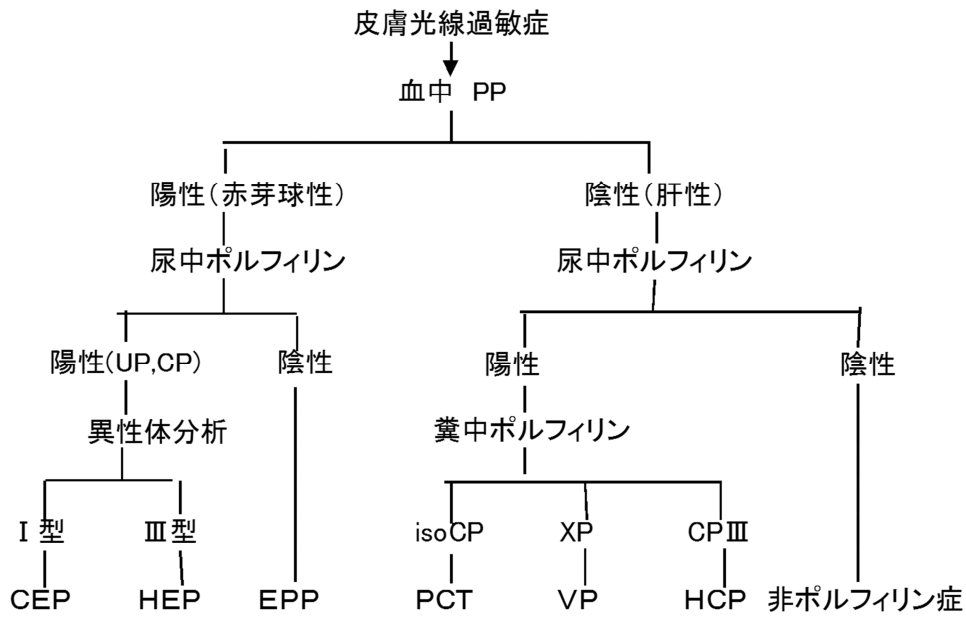 皮膚光線過敏症
血中 PP
陽性(赤芽球性) 陰性(肝性)
尿中ポルフィリン 尿中ポルフィリン
陽性(UP,CP) 陰性 陽性 陰性
異性体分析 糞中ポルフィリン
Ⅰ型 Ⅲ型 isoCP XP CPⅢ
CEP HEP EPP PCT VP HCP 非ポルフィリン症